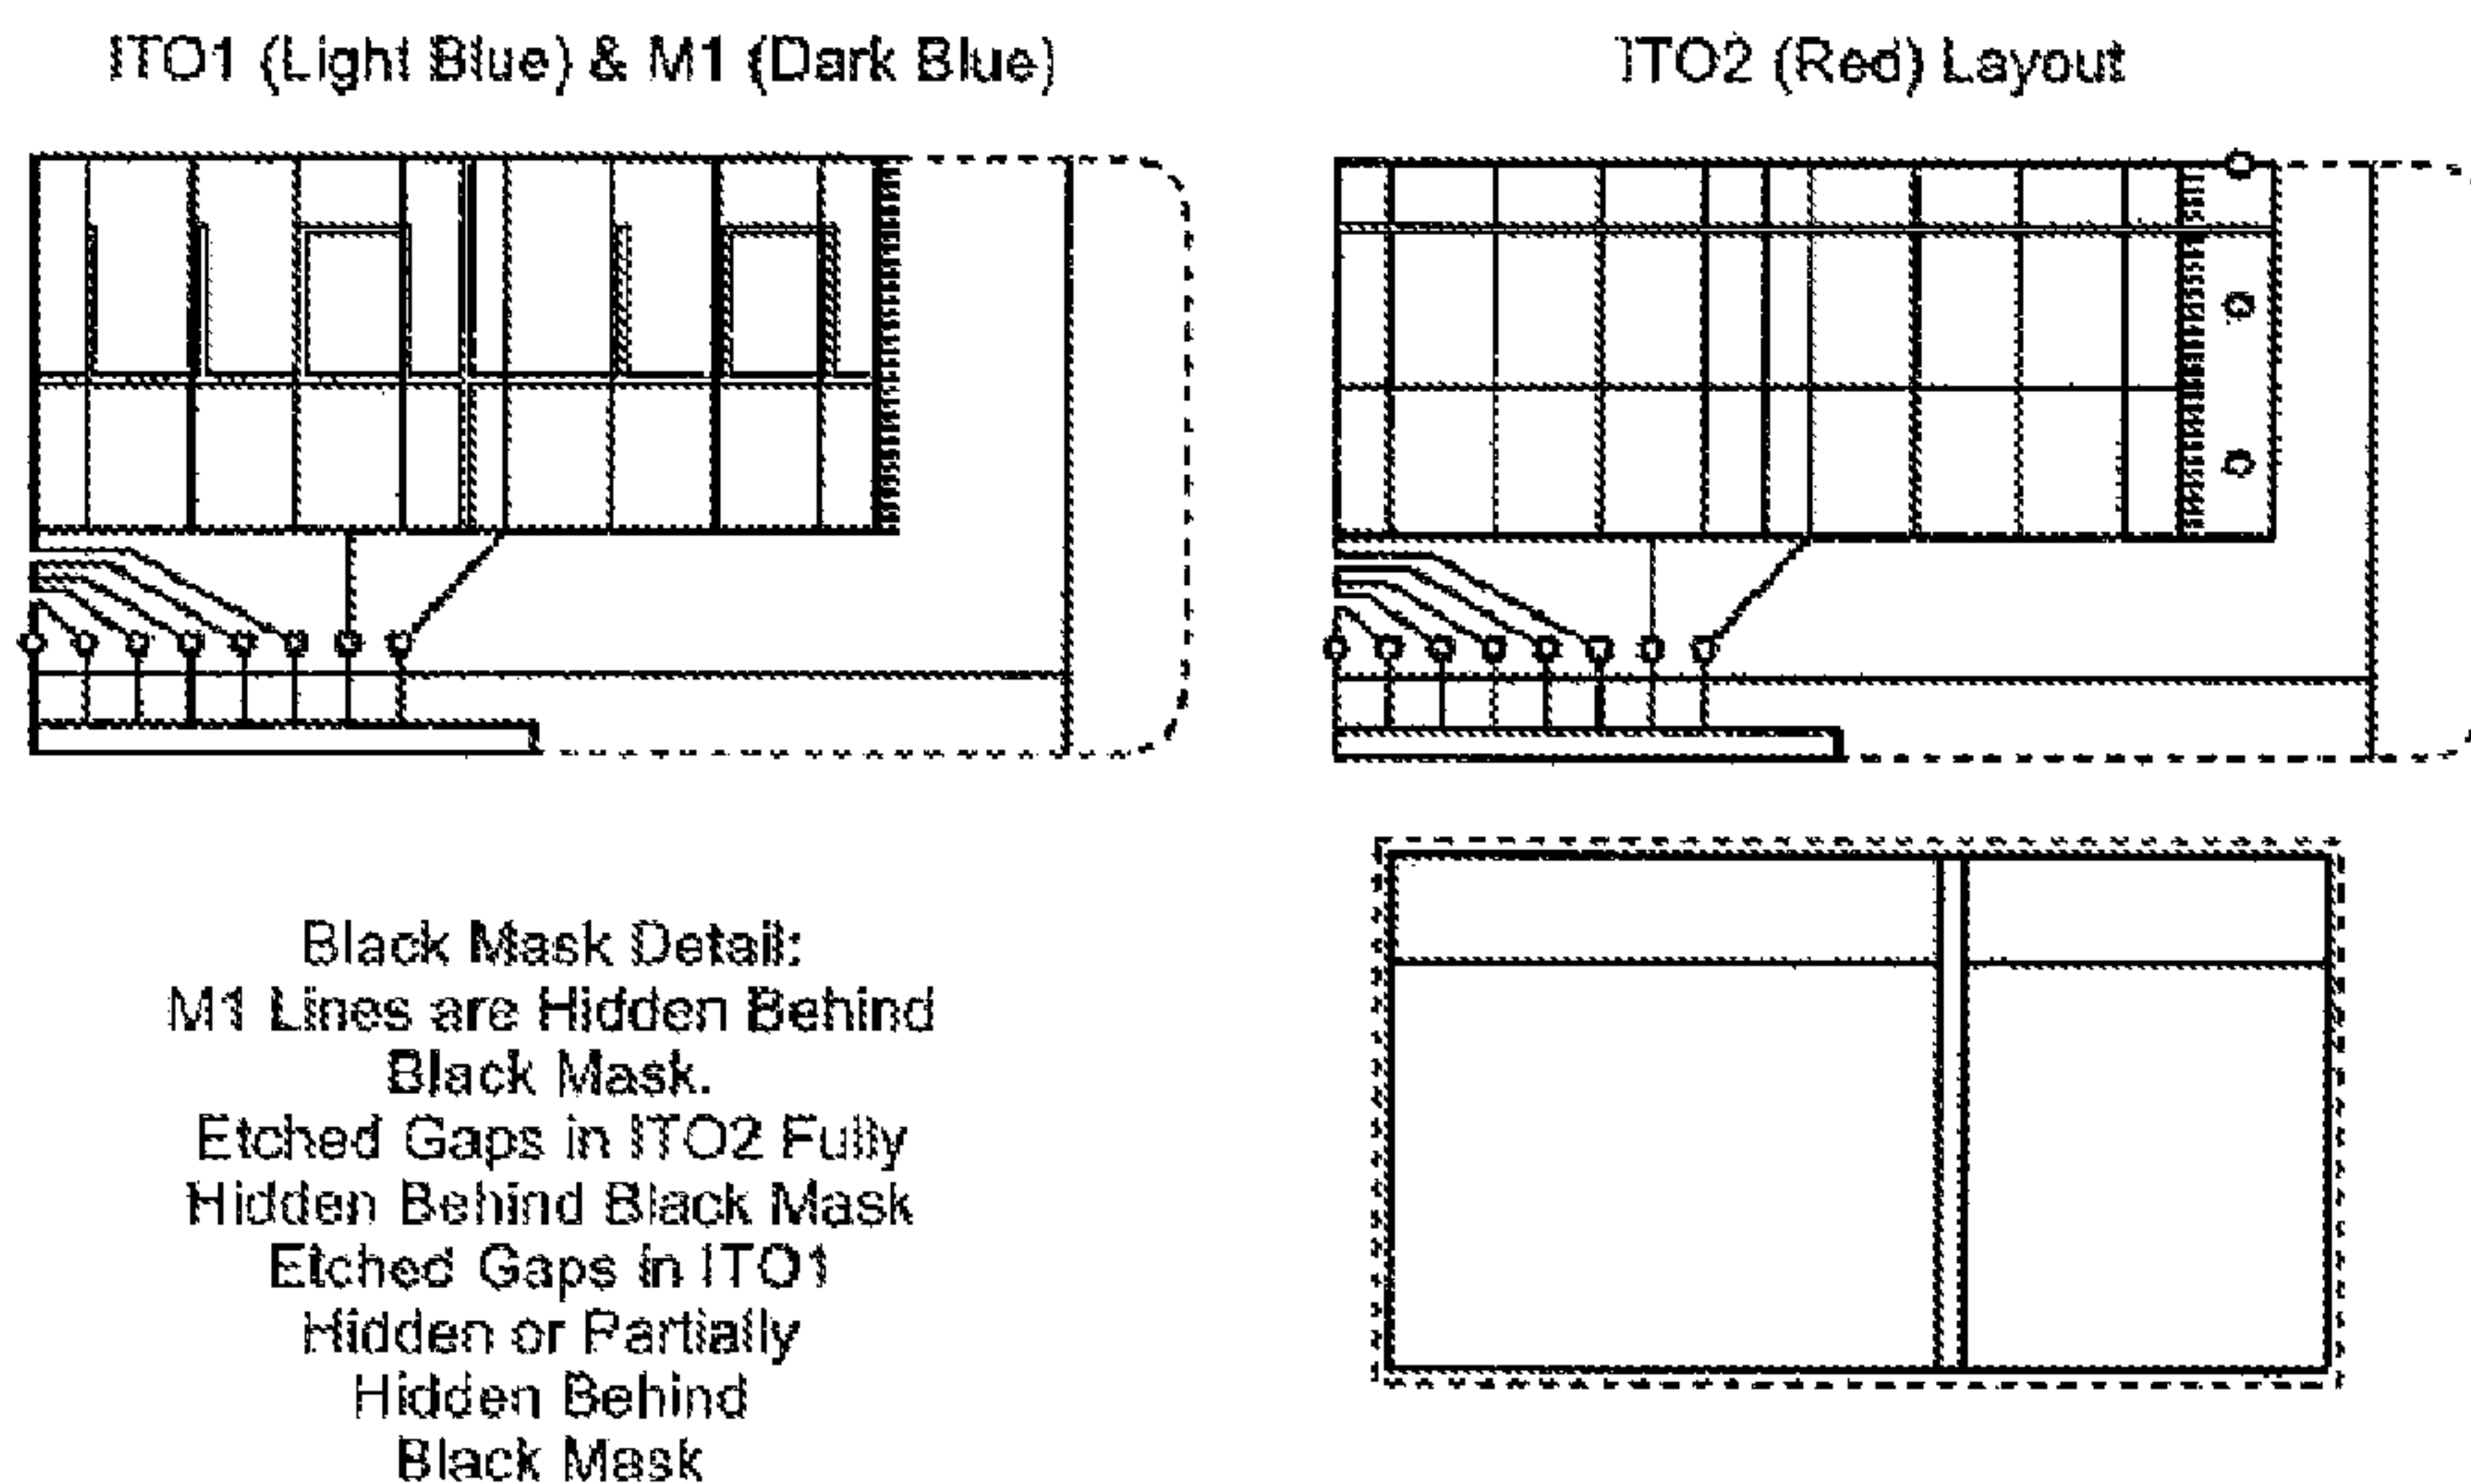 ITO1 (Light Blue) & M1 (Dark Blue)
ITO2 (Red) Layout
Black Mask Detail:
M1 Lines are Hidden Behind
Black Mask.
Etched Gaps in ITO2 Fully
Hidden Behind Black Mask
Etched Gaps in ITO1
Hidden or Partially
Hidden Behind
Black Mask